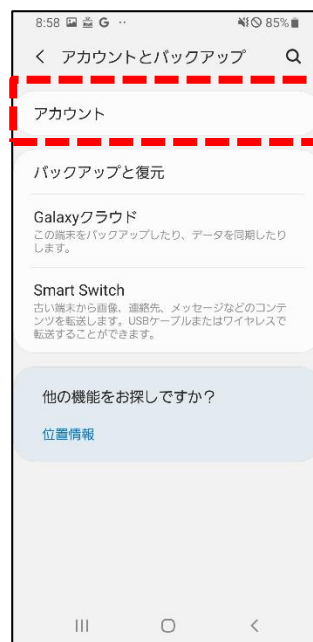 8:58 G ··
85%
アカウントとバックアップ
アカウント
バックアップと復元
Galaxyクラウド
この端末をバックアップしたり、データを同期したり
します。
Smart Switch
古い端末から画像、連絡先、メッセージなどのコンテ
ンツを転送します。USBケーブルまたはワイヤレスで
転送することができます。
他の機能をお探しですか？
位置情報